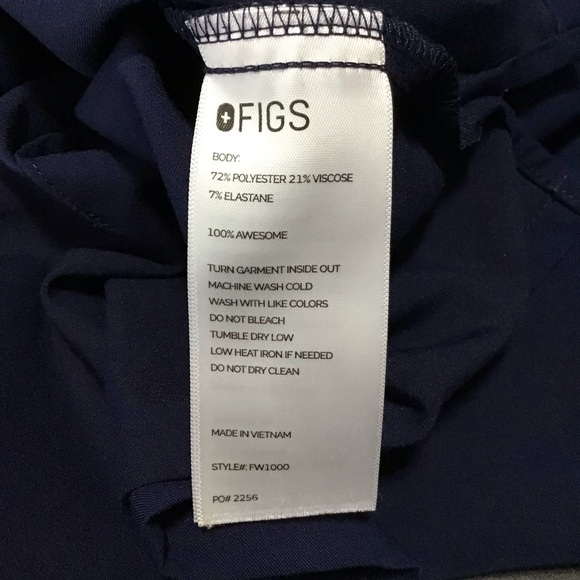 FIGS
BODY:
72% POLYESTER 21% VISCOSE
7% ELASTANE
100% AWESOME
TURN GARMENT INSIDE OUT
MACHINE WASH COLD
WASH WITH LIKE COLORS
DO NOT BLEACH
TUMBLE DRY LOW
LOW HEAT IRON IF NEEDED
DO NOT DRY CLEAN
MADE IN VIETNAM
STYLE#: FW1000
PO# 2256